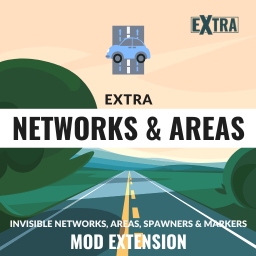 EXTRA
EXTRA
NETWORKS & AREAS
INVISIBLE NETWORKS, AREAS, SPAWNERS & MARKERS
MOD EXTENSION